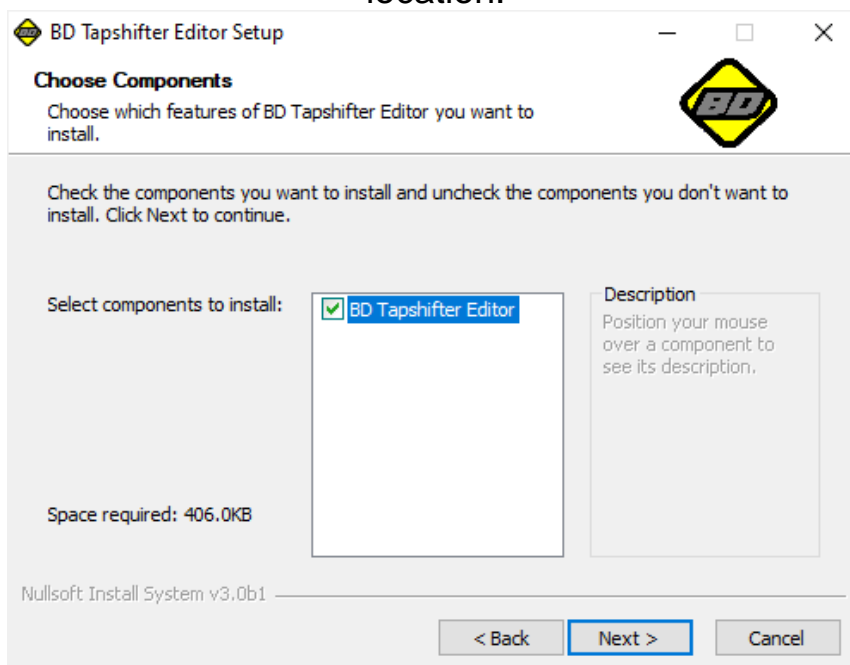 location.
BD Tapshifter Editor Setup
Choose Components
Choose which features of BD Tapshifter Editor you want to
install.
BD
Check the components you want to install and uncheck the components you don't want to
install. Click Next to continue.
Select components to install:
BD Tapshifter Editor
Description
Position your mouse
over a component to
see its description.
Space required: 406.0KB
Nullsoft Install System v3.0b1
< Back
Next >
Cancel